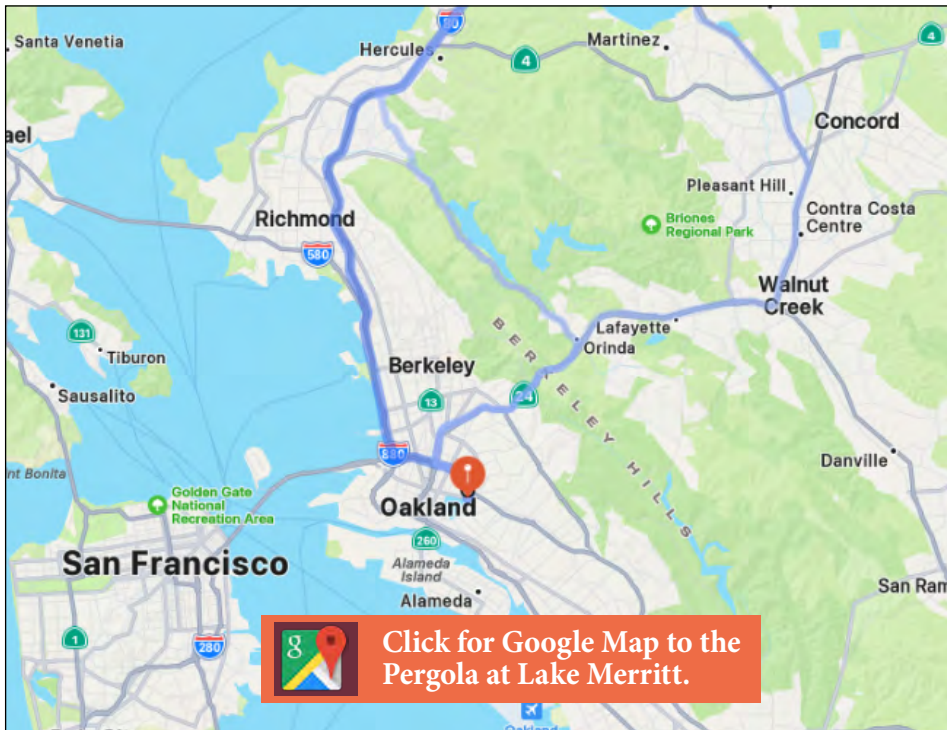 80
Santa Venetia
Hercules
4
Martinez
4
ael
Concord
Pleasant Hill
Richmond
Briones
Regional Park
Contra Costa
Centre
580
Walnut
Creek
131
Tiburon
Lafayette
Orinda
Berkeley
BERKELEY HILLS
Sausalito
13
24
880
nt Bonita
Danville
Golden Gate
National
Recreation Area
Oakland
260
San Francisco
Alameda
Island
Alameda
San Ram
1
280
g
Click for Google Map to the
Pergola at Lake Merritt.
Oakland